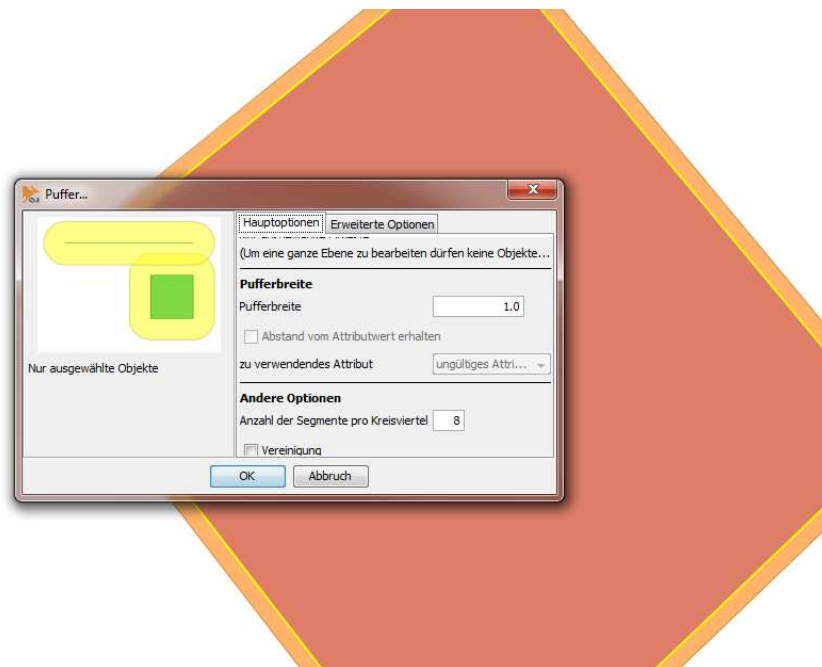 Puffer...
Hauptoptionen
Erweiterte Optionen
(Um eine ganze Ebene zu bearbeiten dürfen keine Objekte...
Pufferbreite
Pufferbreite
1.0
Abstand vom Attributwert erhalten
zu verwendendes Attribut
ungültiges Attri...
Andere Optionen
Anzahl der Segmente pro Kreisviertel
8
Vereinigung
Nur ausgewählte Objekte
OK
Abbruch